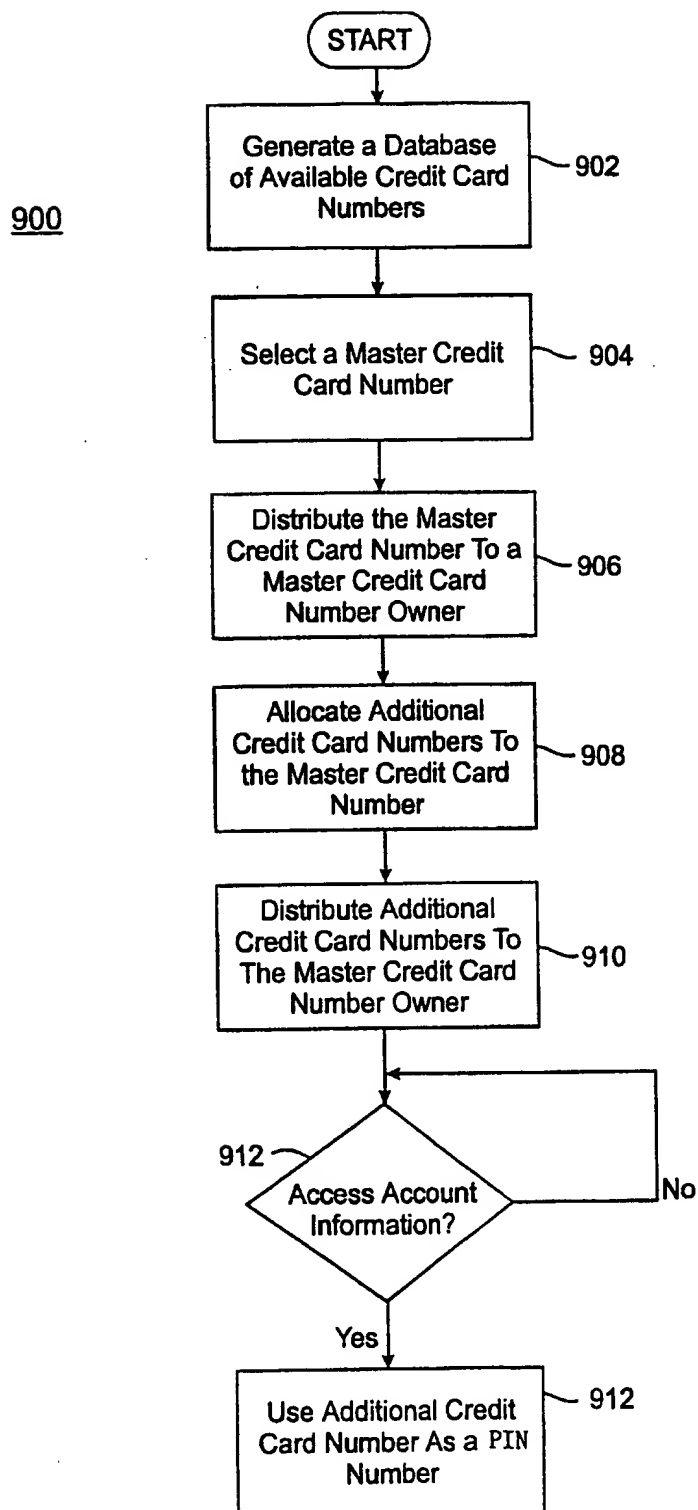 START
Generate a Database
of Available Credit Card
Numbers
902
900
Select a Master Credit
Card Number
904
Distribute the Master
Credit Card Number To a
Master Credit Card
Number Owner
906
Allocate Additional
Credit Card Numbers To
the Master Credit Card
Number
908
Distribute Additional
Credit Card Numbers To
The Master Credit Card
Number Owner
910
912
Access Account
Information?
No
Yes
Use Additional Credit
Card Number As a PIN
Number
912